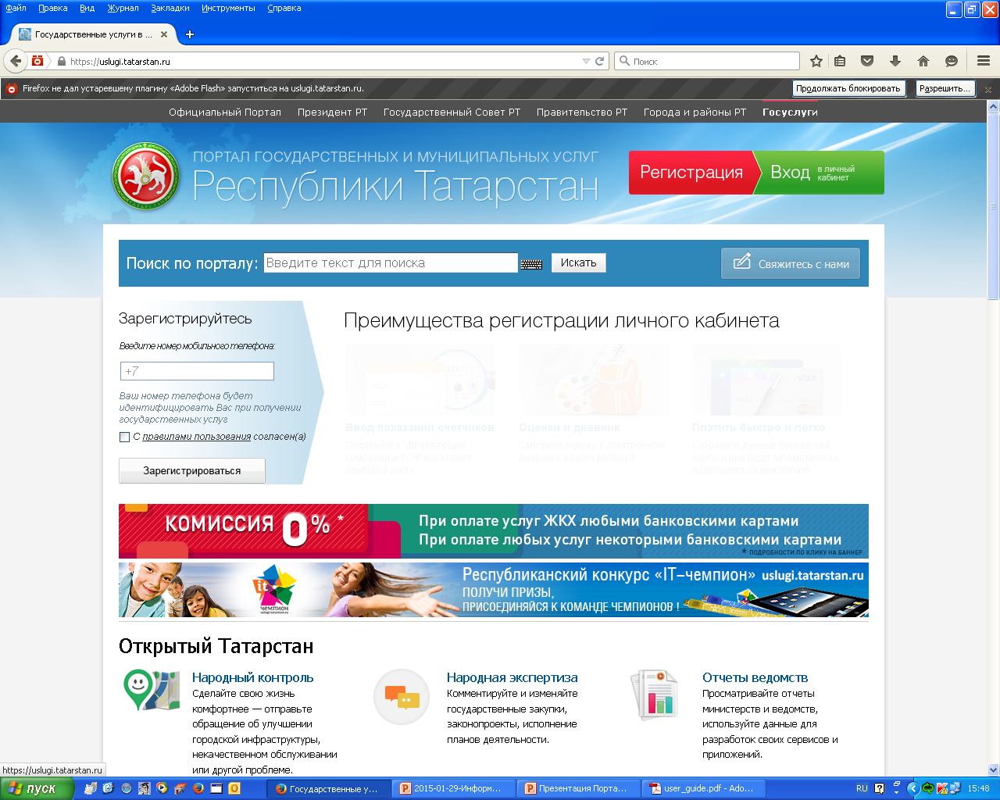 Файл Правка Вид Журнал Закладки Инструменты Справка
Государственные услуги в ...
https://uslugi.tatarstan.ru
Поиск
Firefox не дал устаревшему плагину «Adobe Flash» запуститься на uslugi.tatarstan.ru.
Продолжать блокировать
Разрешить...
Официальный Портал Президент РТ Государственный Совет РТ Правительство РТ Города и районы РТ Госуслуги
ПОРТАЛ ГОСУДАРСТВЕННЫХ И МУНИЦИПАЛЬНЫХ УСЛУГ
Республики Татарстан
Регистрация
Вход
в личный
кабинет
Поиск по порталу:
Введите текст для поиска
Искать
Свяжитесь с нами
Зарегистрируйтесь
Введите номер мобильного телефона:
+7
Ваш номер телефона будет
идентифицировать Вас при получении
государственных услуг
С правилами пользования согласен(а)
Зарегистрироваться
Преимущества регистрации личного кабинета
Ввод показаний счетчиков
Подавайте в Управляющие
компании и ТСЖ показания
приборов учета
Оценки и дневник
Смотрите оценки в электронном
дневнике вашего ребенка
VISA
Платить быстро и легко
Сохраните данные банковской
карты и они будут автоматически
подставляться при оплате
КОМИССИЯ 0% *
При оплате услуг ЖКХ любыми банковскими картами
При оплате любых услуг некоторыми банковскими картами
* ПОДРОБНОСТИ ПО КЛИКУ НА БАННЕР
it
чемпион
uslugi.tatarstan.ru
Республиканский конкурс «IT-чемпион» uslugi.tatarstan.ru
ПОЛУЧИ ПРИЗЫ,
ПРИСОЕДИНЯЙСЯ К КОМАНДЕ ЧЕМПИОНОВ !
Открытый Татарстан
Народный контроль
Сделайте свою жизнь
комфортнее — отправьте
обращение об улучшении
городской инфраструктуры,
некачественном обслуживании
или другой проблеме.
Народная экспертиза
Комментируйте и изменяйте
государственные закупки,
законопроекты, исполнение
планов деятельности.
Отчеты ведомств
Просматривайте отчеты
министерств и ведомств,
используйте данные для
разработок своих сервисов и
приложений.
https://uslugi.tatarstan.ru
пуск
Государственные у...
2015-01-29-Информ...
Презентация Порта...
user_guide.pdf - Ado...
RU
15:48